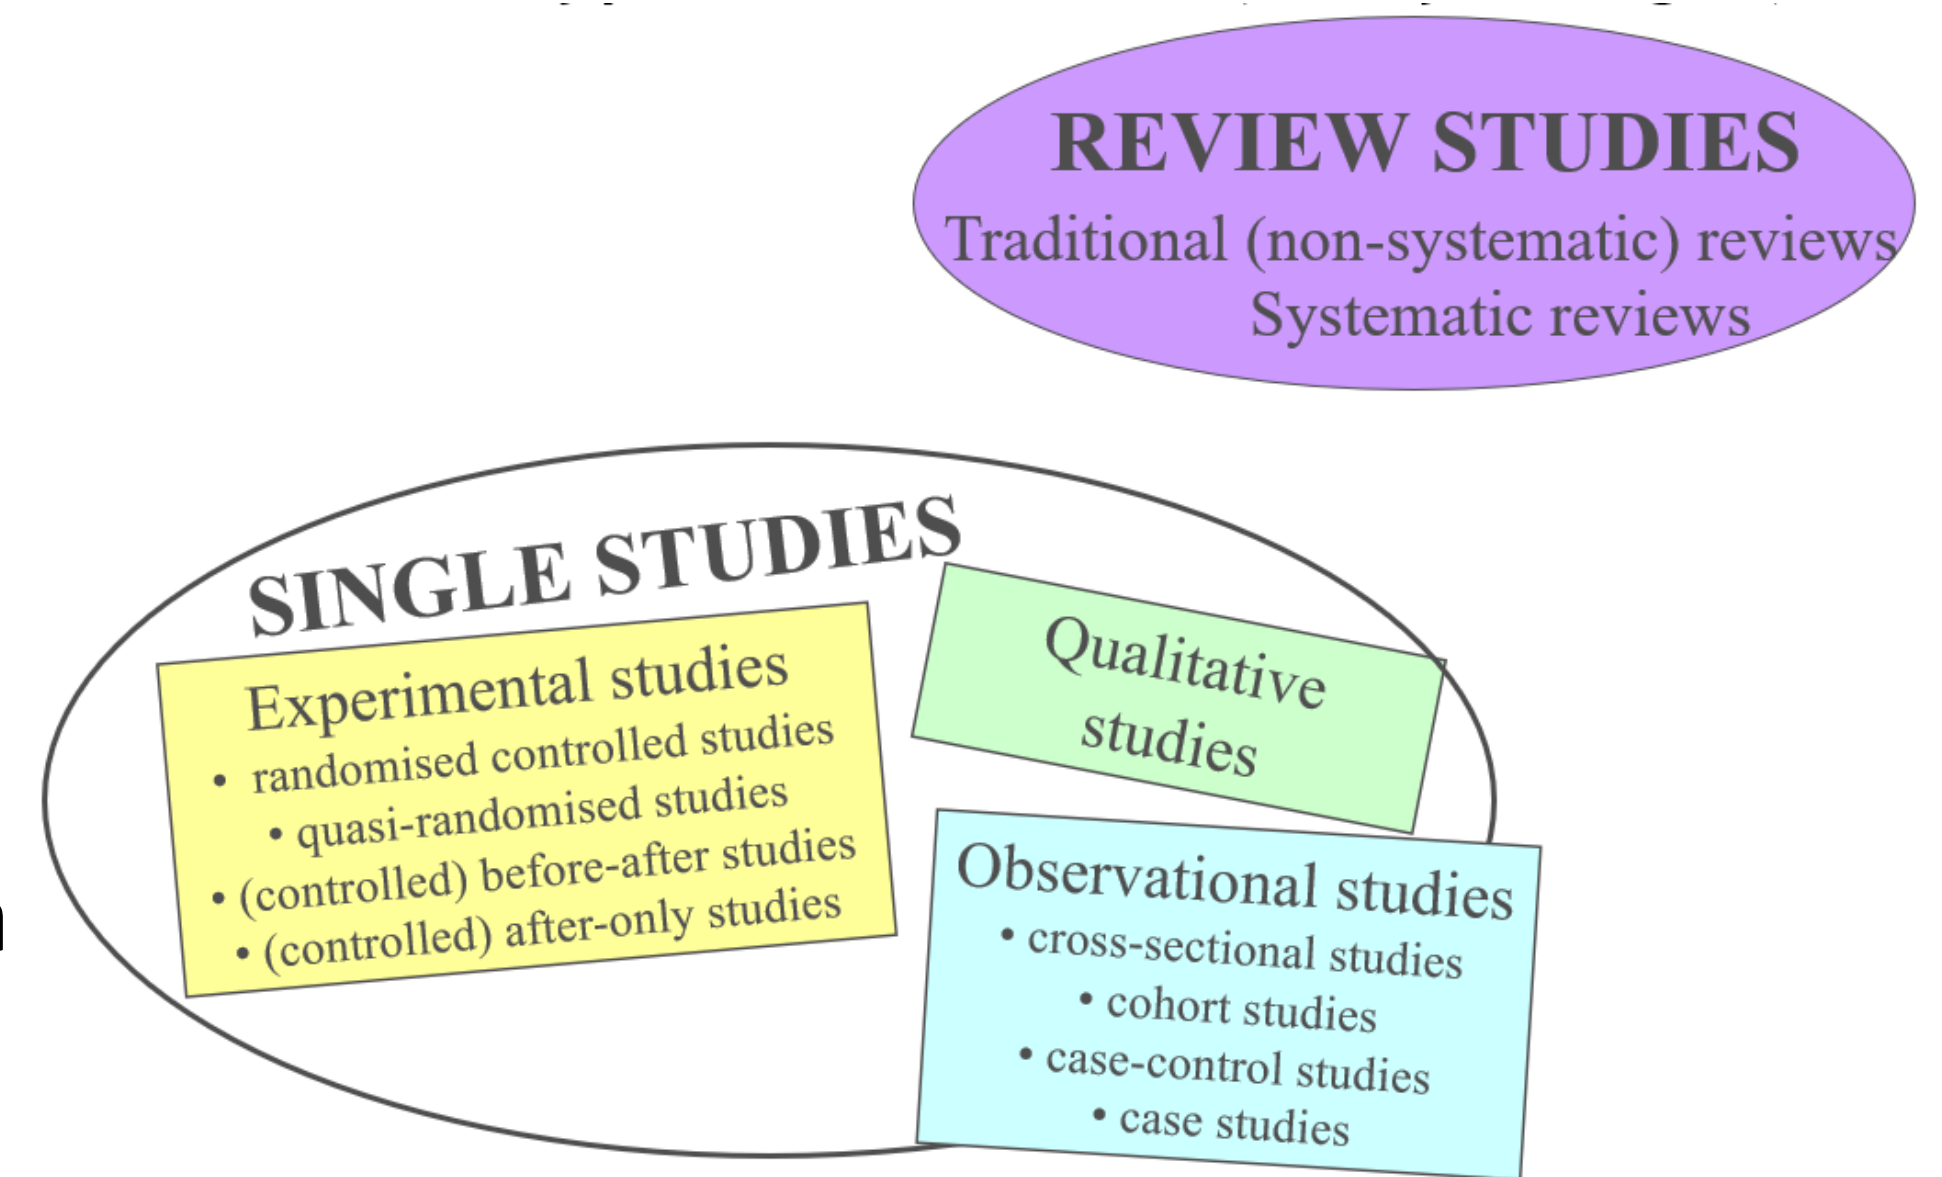 REVIEW STUDIES
Traditional (non-systematic) reviews
Systematic reviews
SINGLE STUDIES
Experimental studies
• randomised controlled studies
• quasi-randomised studies
• (controlled) before-after studies
• (controlled) after-only studies
Qualitative
studies
Observational studies
• cross-sectional studies
• cohort studies
• case-control studies
• case studies